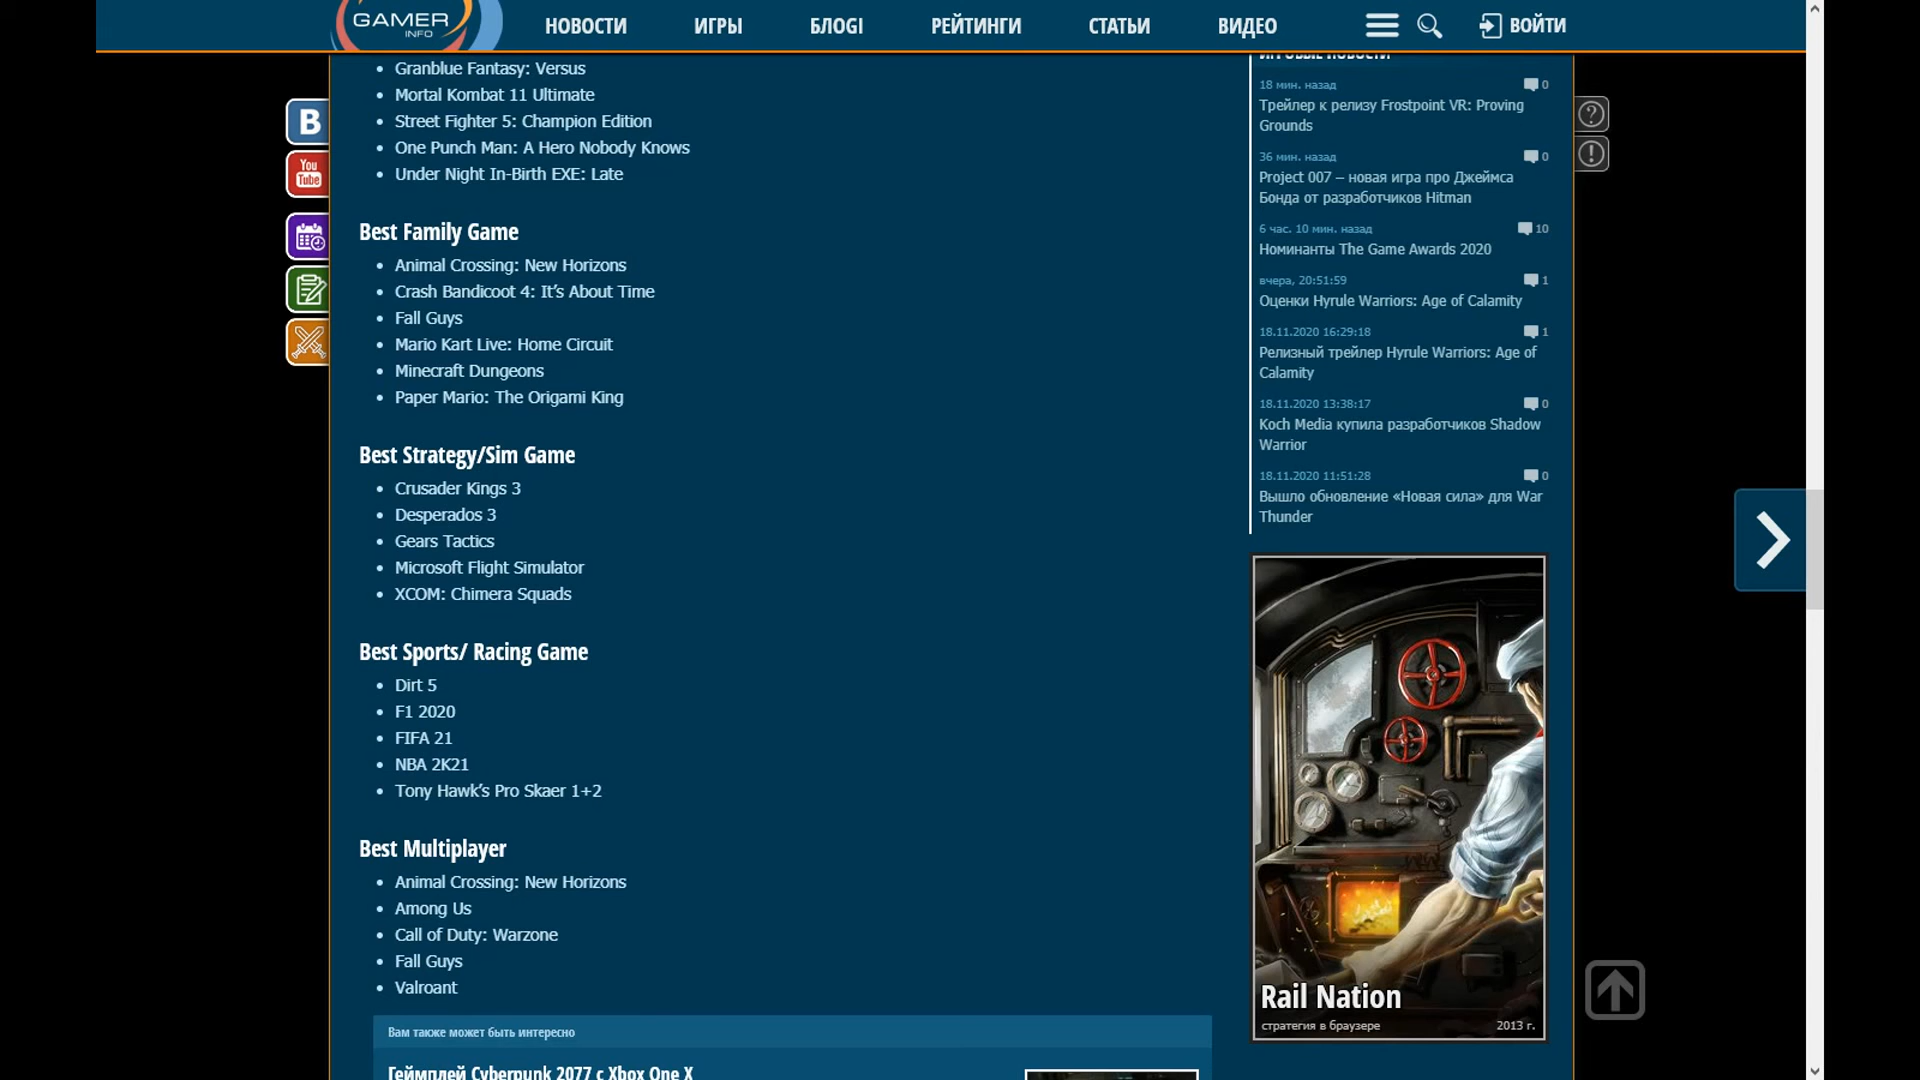 GAMER
INFO
НОВОСТИ
ИГРЫ
БЛОGI
РЕЙТИНГИ
СТАТЬИ
ВИДЕО
ВОЙТИ
B
You
Tube
Granblue Fantasy: Versus
Mortal Kombat 11 Ultimate
Street Fighter 5: Champion Edition
One Punch Man: A Hero Nobody Knows
Under Night In-Birth EXE: Late
Best Family Game
Animal Crossing: New Horizons
Crash Bandicoot 4: It’s About Time
Fall Guys
Mario Kart Live: Home Circuit
Minecraft Dungeons
Paper Mario: The Origami King
Best Strategy/Sim Game
Crusader Kings 3
Desperados 3
Gears Tactics
Microsoft Flight Simulator
XCOM: Chimera Squads
Best Sports/ Racing Game
Dirt 5
F1 2020
FIFA 21
NBA 2K21
Tony Hawk’s Pro Skaer 1+2
Best Multiplayer
Animal Crossing: New Horizons
Among Us
Call of Duty: Warzone
Fall Guys
Valroant
Вам также может быть интересно
Геймплей Cyberpunk 2077 с Xbox One X
ИГРОВЫЕ НОВОСТИ
18 мин. назад 0
Трейлер к релизу Frostpoint VR: Proving
Grounds
36 мин. назад 0
Project 007 – новая игра про Джеймса
Бонда от разработчиков Hitman
6 час. 10 мин. назад 10
Номинанты The Game Awards 2020
вчера, 20:51:59 1
Оценки Hyrule Warriors: Age of Calamity
18.11.2020 16:29:18 1
Релизный трейлер Hyrule Warriors: Age of
Calamity
18.11.2020 13:38:17 0
Koch Media купила разработчиков Shadow
Warrior
18.11.2020 11:51:28 0
Вышло обновление «Новая сила» для War
Thunder
Rail Nation
стратегия в браузере 2013 г.
?
!